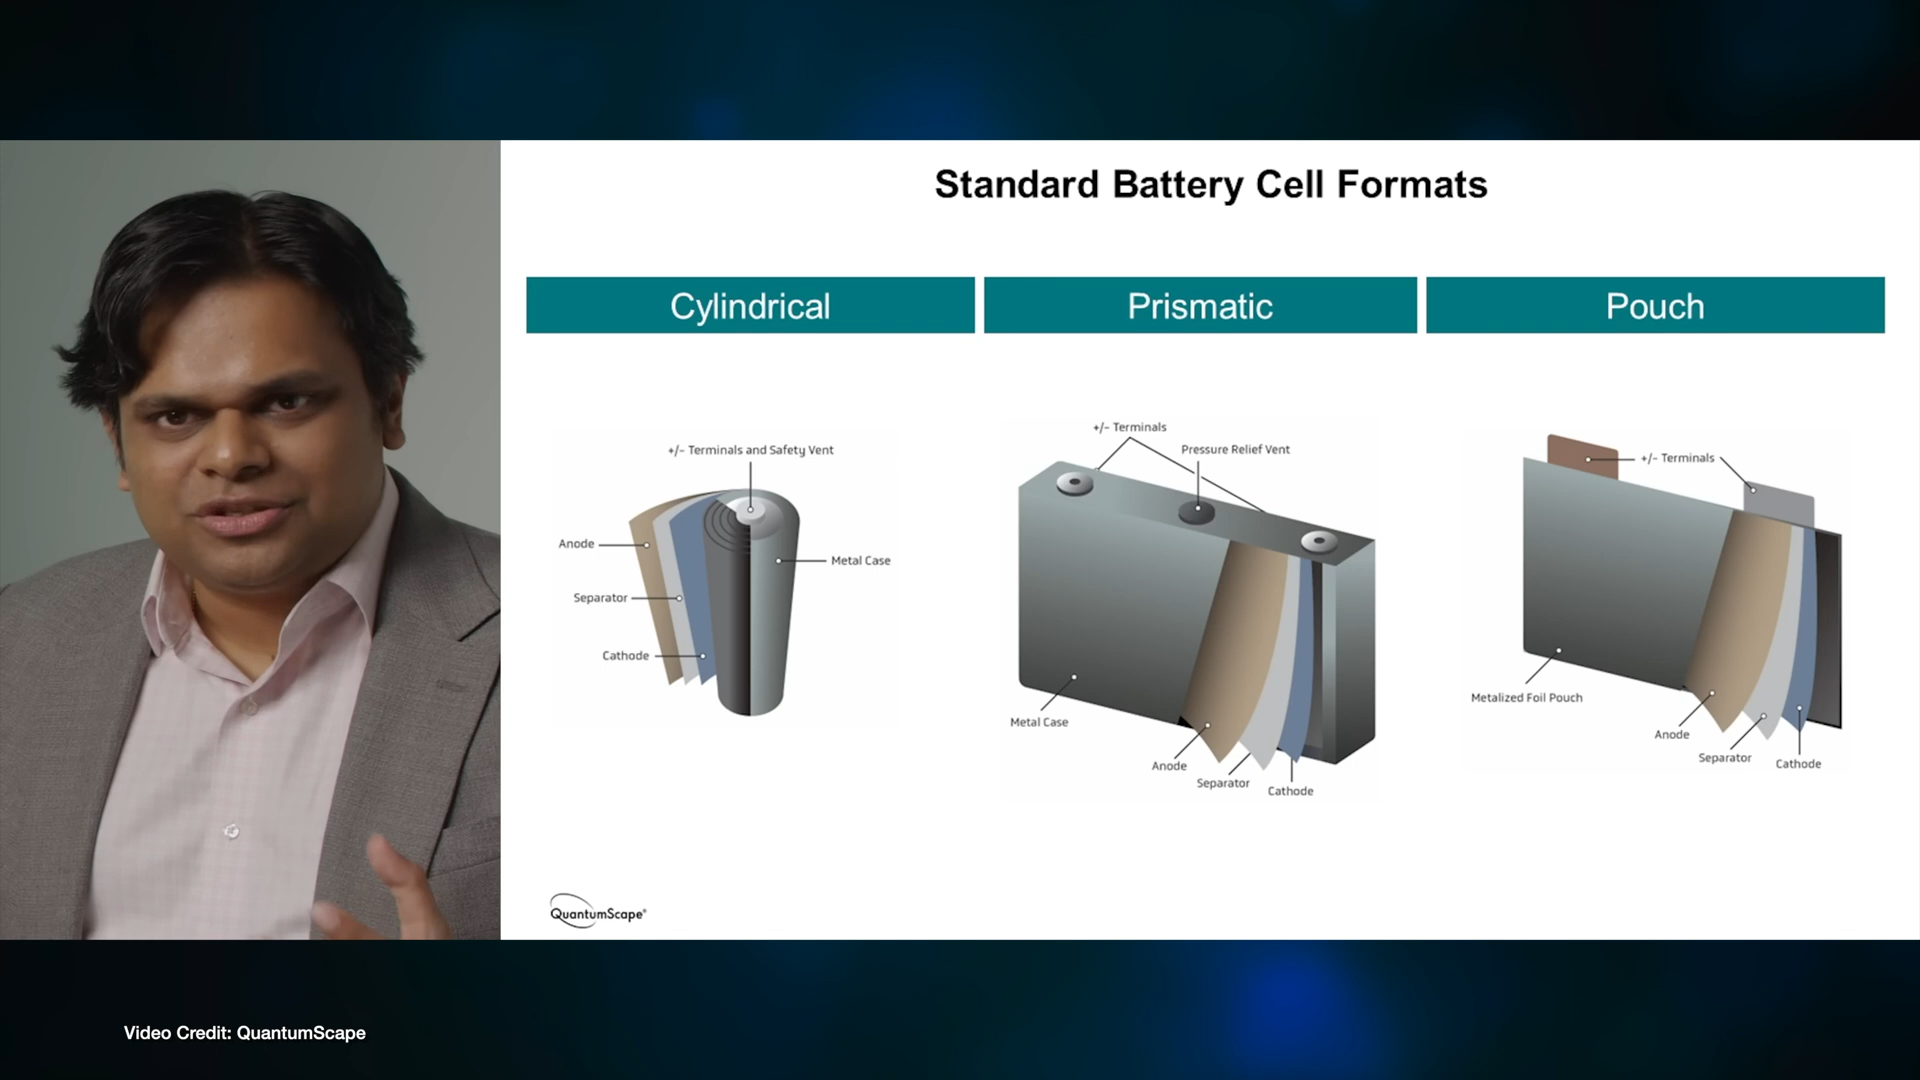 Standard Battery Cell Formats
Cylindrical
Prismatic
Pouch
+/- Terminals and Safety Vent
Anode
Separator
Cathode
Metal Case
+/- Terminals
Pressure Relief Vent
Metal Case
Anode
Separator
Cathode
+/- Terminals
Metalized Foil Pouch
Anode
Separator
Cathode
QuantumScape®
Video Credit: QuantumScape